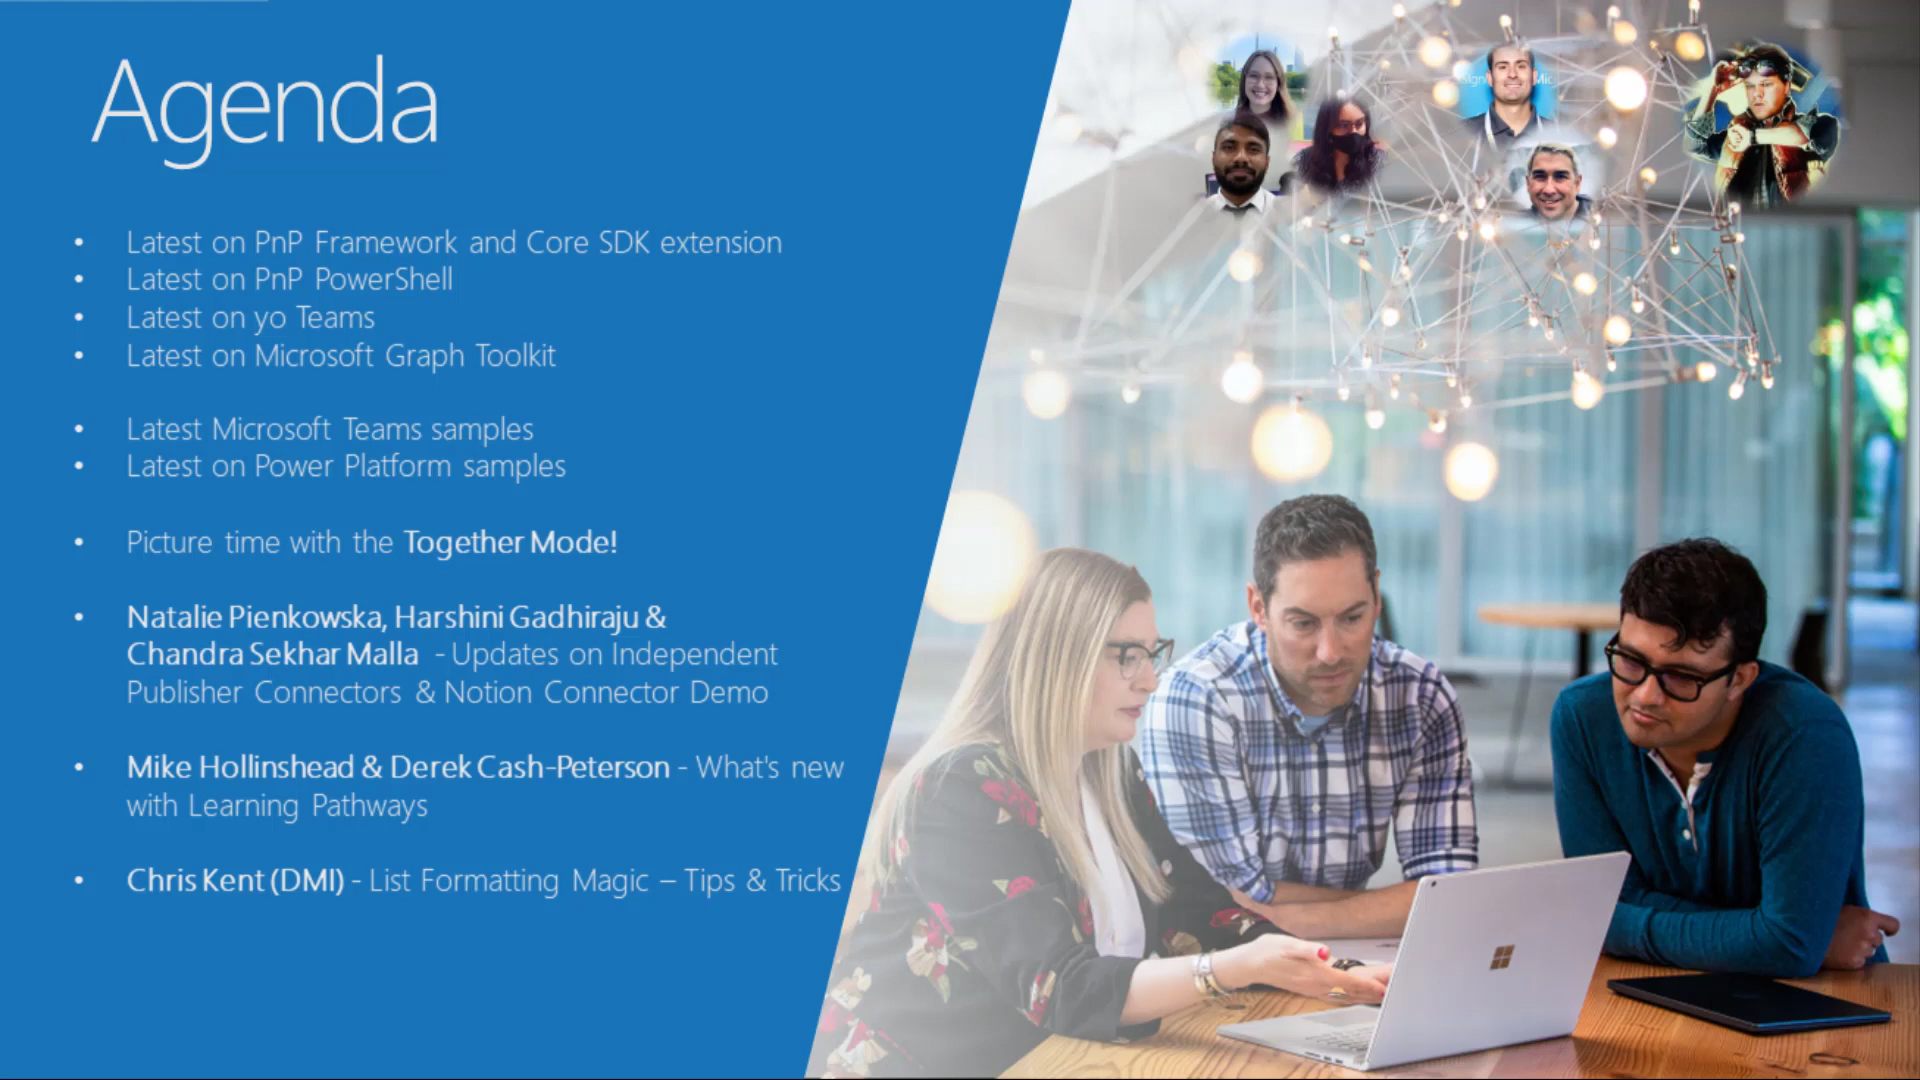 Agenda
• Latest on PnP Framework and Core SDK extension
• Latest on PnP PowerShell
• Latest on yo Teams
• Latest on Microsoft Graph Toolkit
• Latest Microsoft Teams samples
• Latest on Power Platform samples
• Picture time with the Together Mode!
• Natalie Pienkowska, Harshini Gadhiraju &
Chandra Sekhar Malla - Updates on Independent
Publisher Connectors & Notion Connector Demo
• Mike Hollinshead & Derek Cash-Peterson - What's new
with Learning Pathways
• Chris Kent (DMI) - List Formatting Magic – Tips & Tricks